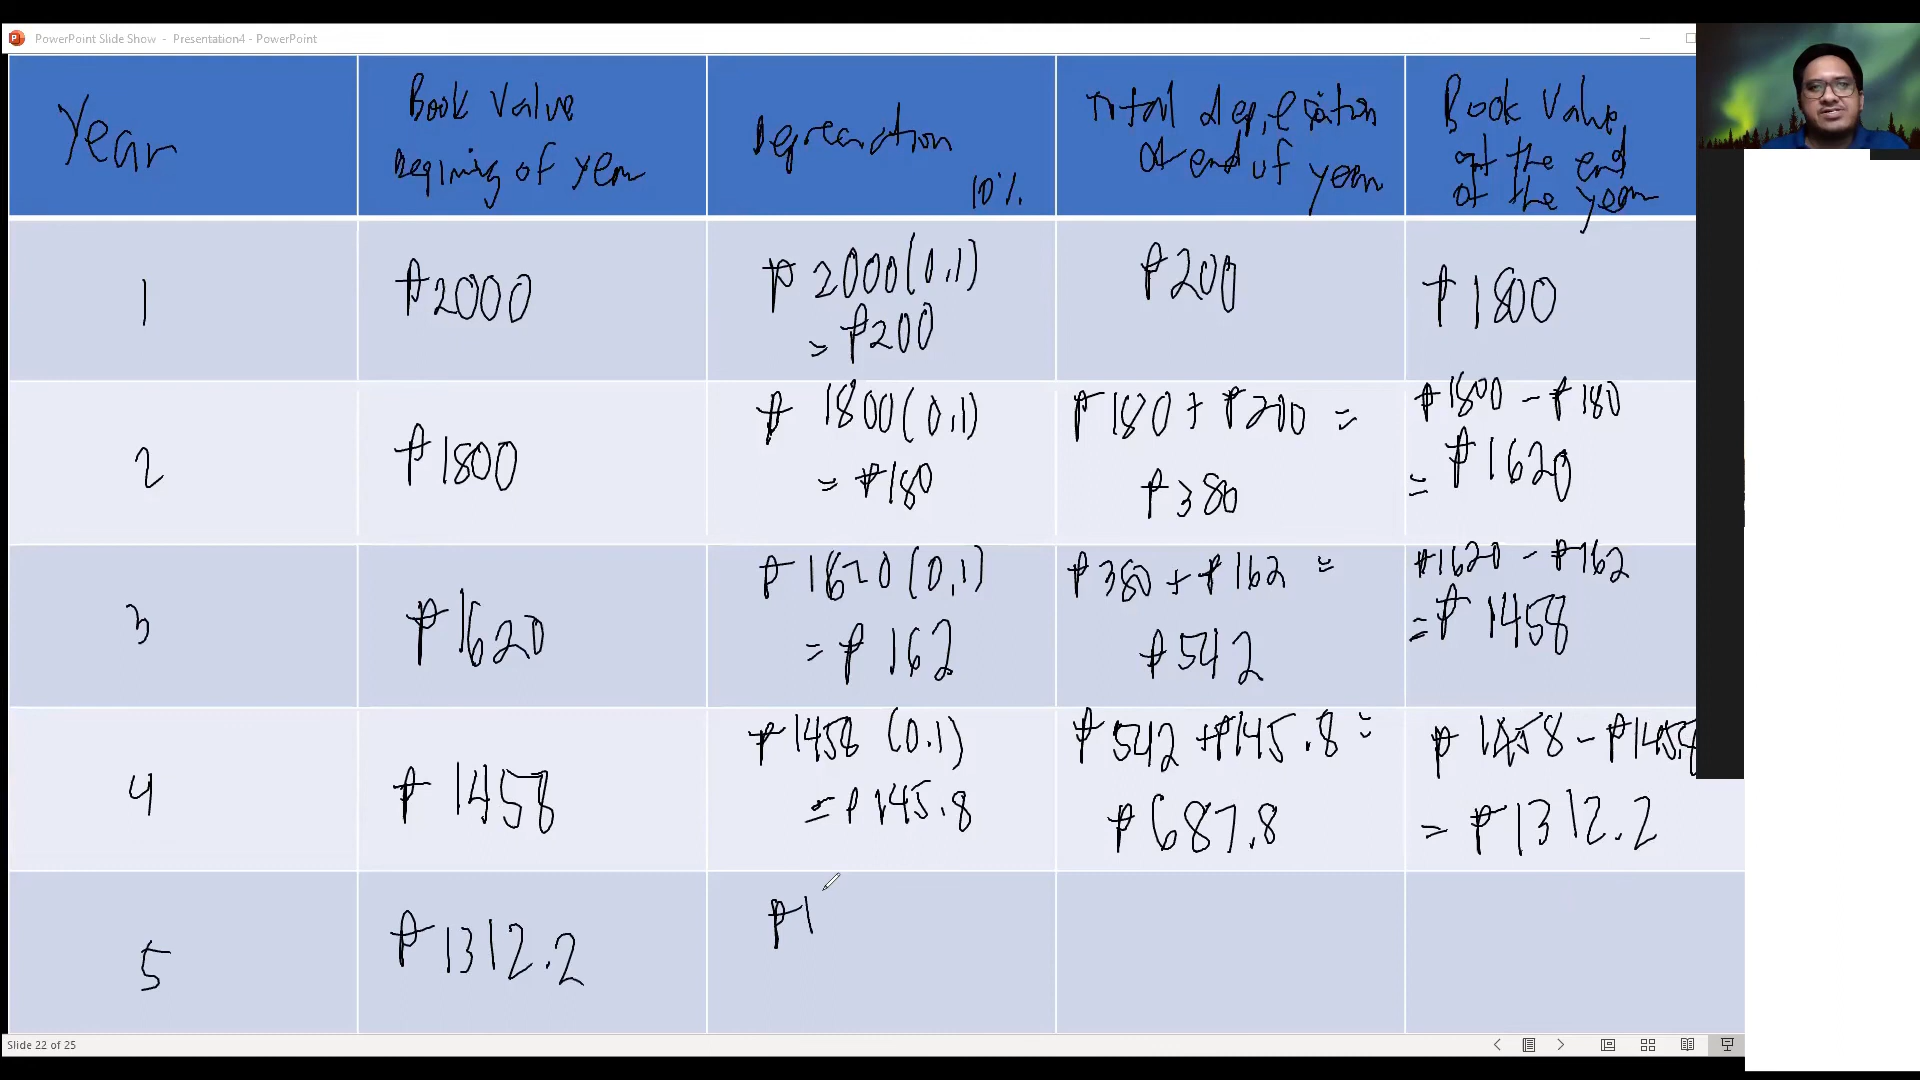 PowerPoint Slide Show - Presentation4 - PowerPoint
Year
Book Value
Begining of year
Depreciation
10%
Total depreciation
at end of year
Book Value
at the end
of the year
1
₱2000
₱2000(0.1)
= ₱200
₱200
₱1800
2
₱1800
₱1800(0.1)
= ₱180
₱180 + ₱200 =
₱380
₱1800 - ₱180
= ₱1620
3
₱1620
₱1620(0.1)
= ₱162
₱380 + ₱162 =
₱542
₱1620 - ₱162
= ₱1458
4
₱1458
₱1458 (0.1)
= ₱145.8
₱542 + ₱145.8 =
₱687.8
₱1458 - ₱145.8
= ₱1312.2
5
₱1312.2
₱1
Slide 22 of 25